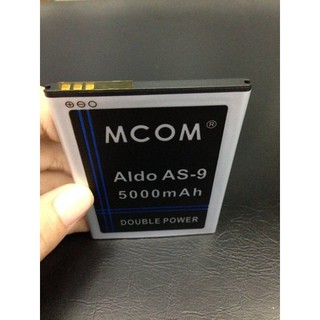 MCOM®
Aldo AS-9
5000mAh
DOUBLE POWER